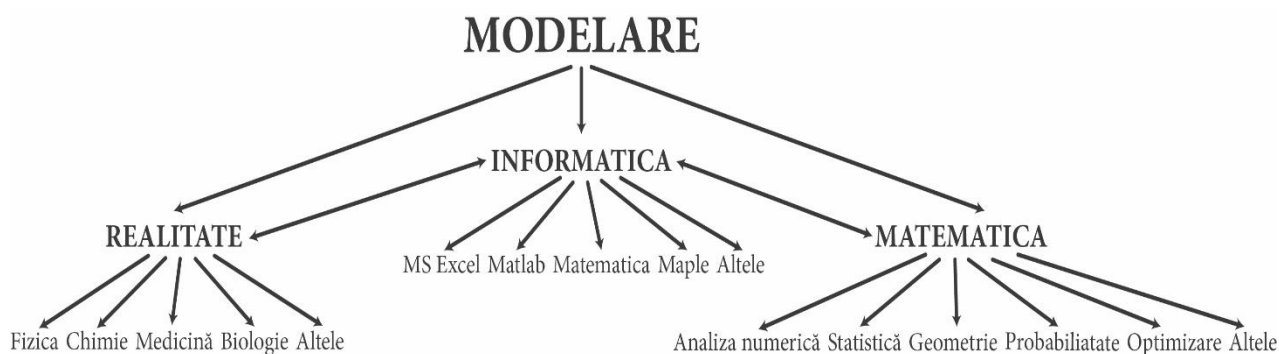 MODELARE
INFORMATICA
REALITATE
MATEMATICA
MS Excel Matlab Matematica Maple Altele
Fizica Chimie Medicină Biologie Altele
Analiza numerică Statistică Geometrie Probabiliatate Optimizare Altele